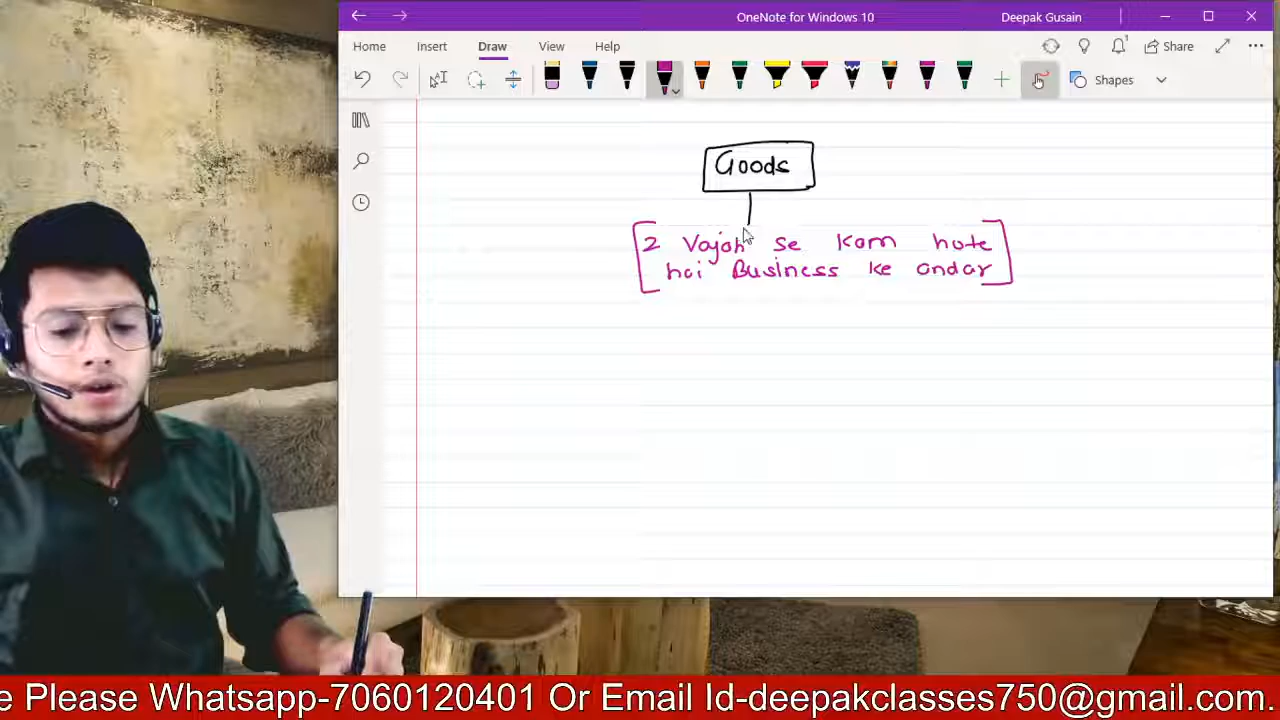 OneNote for Windows 10
Deepak Gusain
Home Insert Draw View Help
Share
Shapes
Goods
2 Vajah se Kam hote
hai Business ke andar
e Please Whatsapp-7060120401 Or Email Id-deepakclasses750@gmail.com.